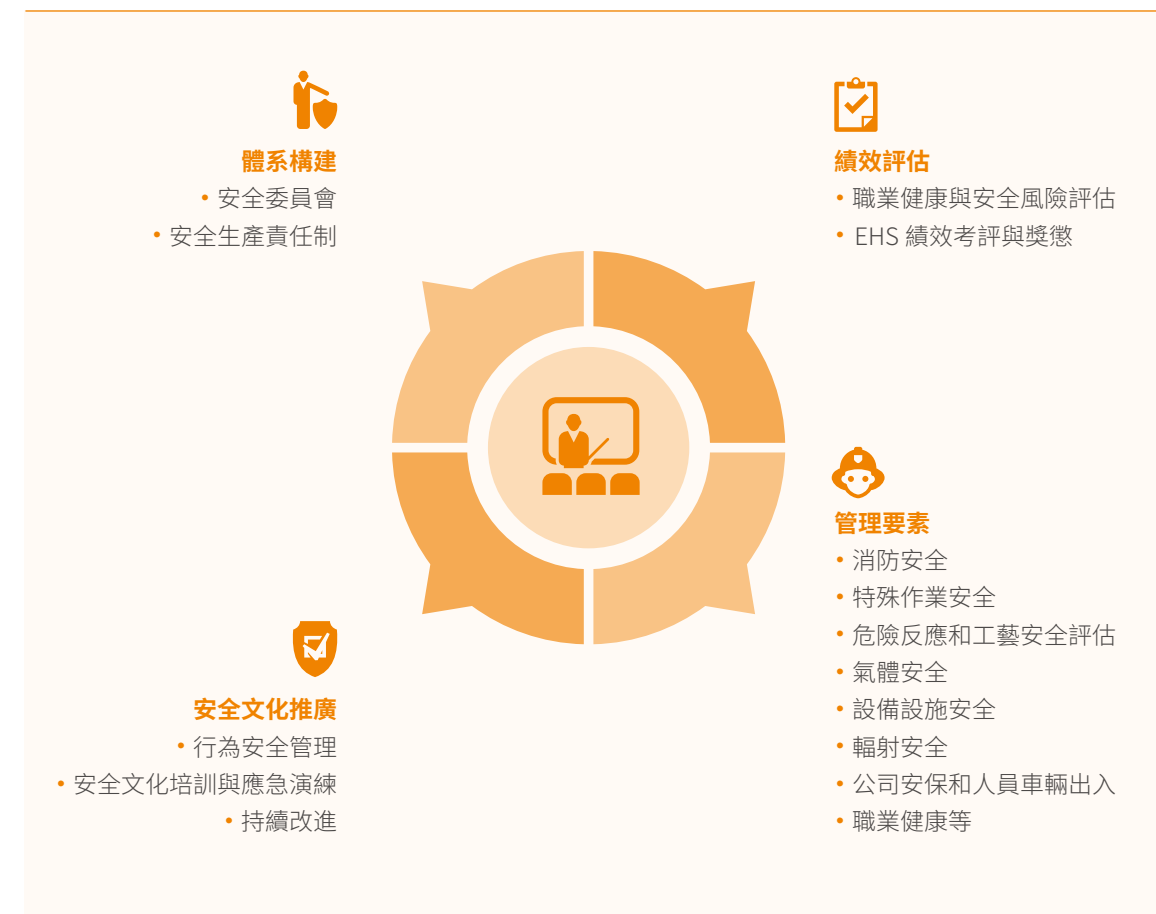 體系構建
• 安全委員會
• 安全生產責任制
績效評估
• 職業健康與安全風險評估
• EHS 績效考評與獎懲
管理要素
• 消防安全
• 特殊作業安全
• 危險反應和工藝安全評估
• 氣體安全
• 設備設施安全
• 輻射安全
• 公司安保和人員車輛出入
• 職業健康等
安全文化推廣
• 行為安全管理
• 安全文化培訓與應急演練
• 持續改進